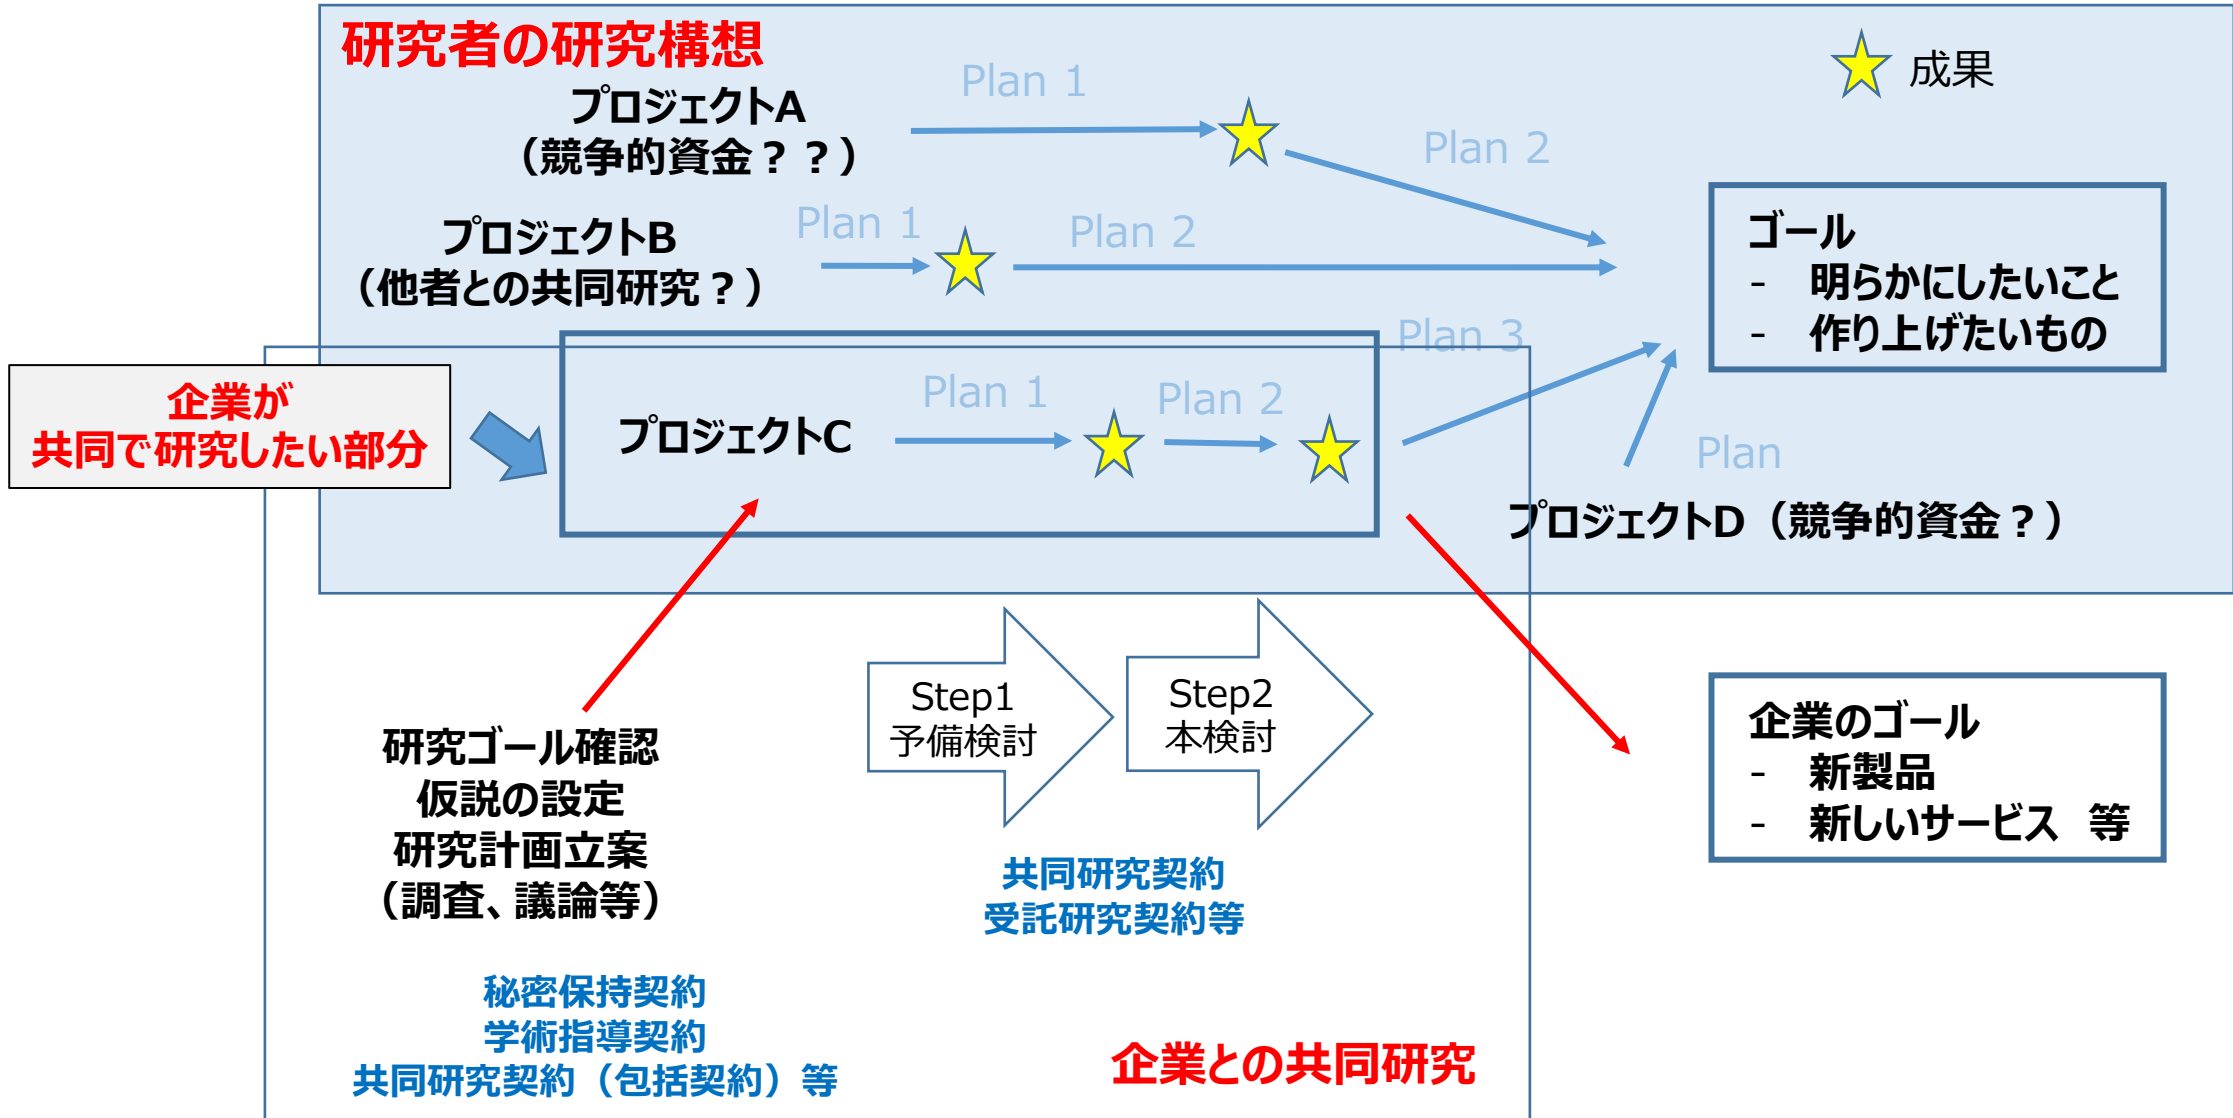 研究者の研究構想
成果
プロジェクトA
（競争的資金？？）
Plan 1
Plan 2
プロジェクトB
（他者との共同研究？）
Plan 1
Plan 2
ゴール
- 明らかにしたいこと
- 作り上げたいもの
企業が
共同で研究したい部分
プロジェクトC
Plan 1
Plan 2
Plan 3
Plan
プロジェクトD（競争的資金？）
研究ゴール確認
仮説の設定
研究計画立案
（調査、議論等）
Step1
予備検討
Step2
本検討
共同研究契約
受託研究契約等
企業のゴール
- 新製品
- 新しいサービス 等
秘密保持契約
学術指導契約
共同研究契約（包括契約）等
企業との共同研究